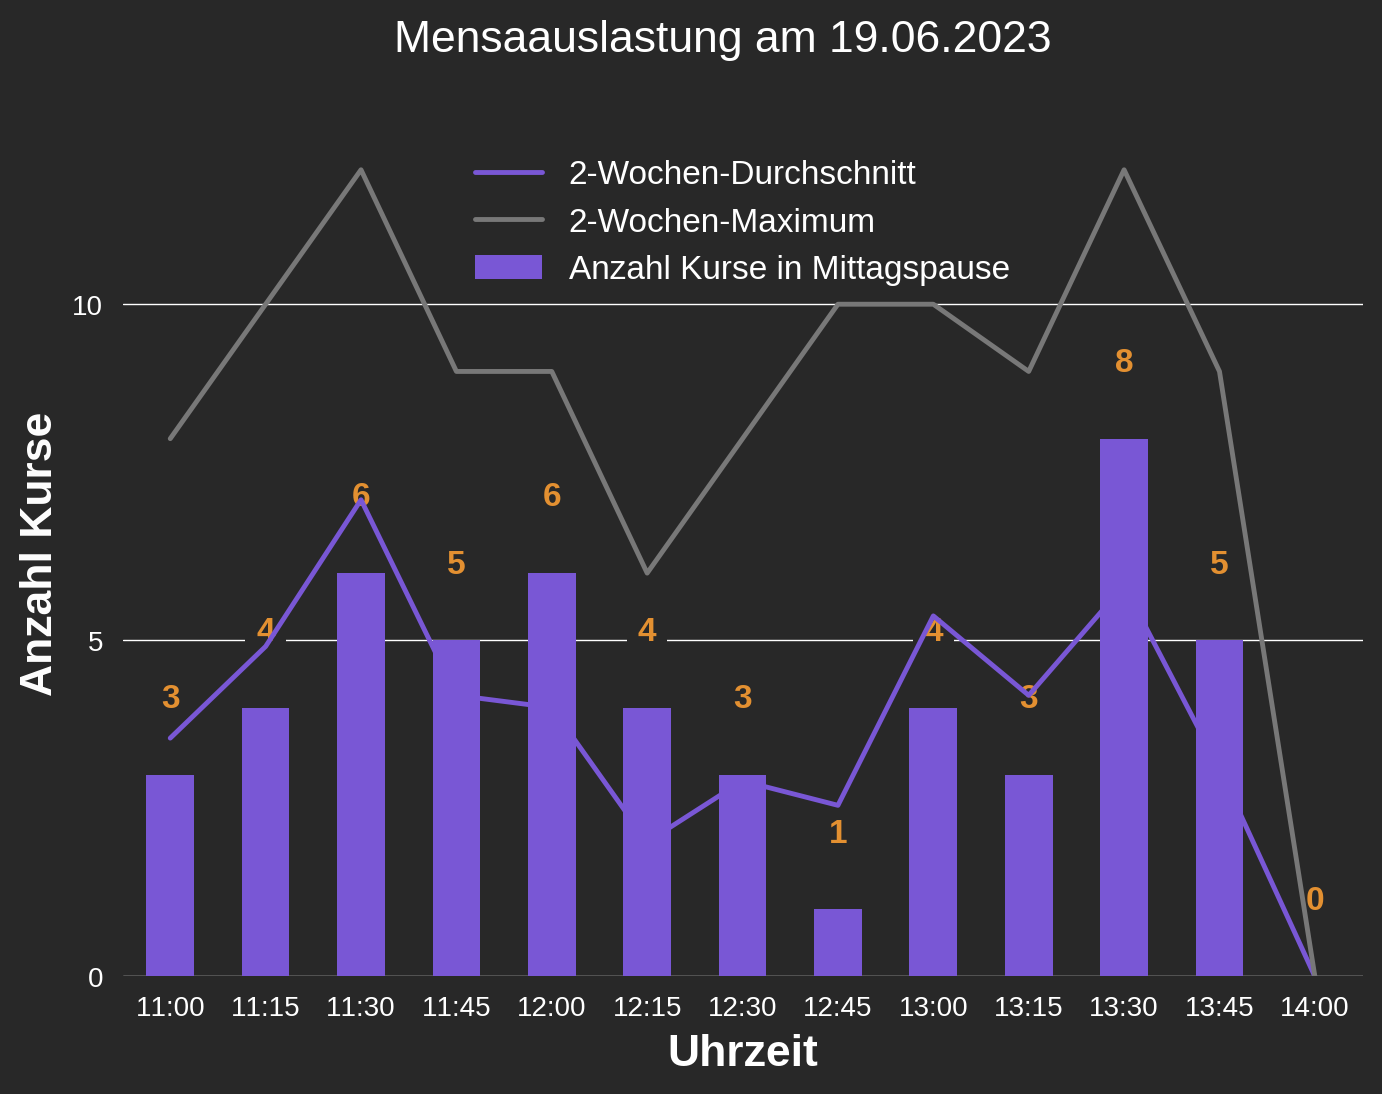 Mensaauslastung am 19.06.2023
2-Wochen-Durchschnitt
2-Wochen-Maximum
Anzahl Kurse in Mittagspause
Anzahl Kurse
10
5
0
3
4
6
5
6
4
3
1
4
3
8
5
0
11:00 11:15 11:30 11:45 12:00 12:15 12:30 12:45 13:00 13:15 13:30 13:45 14:00
Uhrzeit